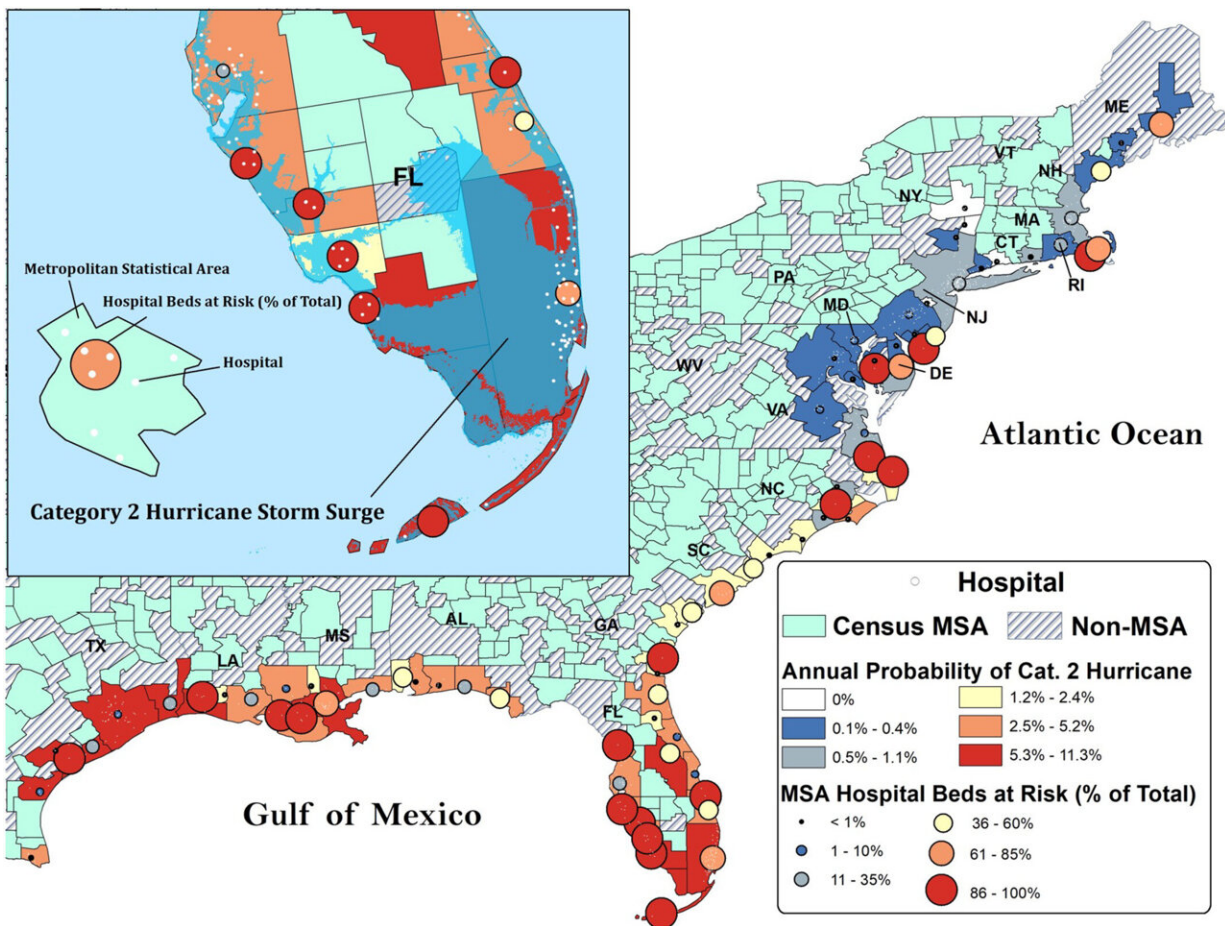 FL
Metropolitan Statistical Area
Hospital Beds at Risk (% of Total)
Hospital
Category 2 Hurricane Storm Surge
ME
VT
NH
NY
MA
CT
RI
PA
MD
NJ
WV
DE
VA
Atlantic Ocean
NC
SC
TX
LA
MS
AL
GA
FL
Gulf of Mexico
Hospital
Census MSA
Non-MSA
Annual Probability of Cat. 2 Hurricane
0%
1.2% - 2.4%
0.1% - 0.4%
2.5% - 5.2%
0.5% - 1.1%
5.3% - 11.3%
MSA Hospital Beds at Risk (% of Total)
< 1%
36 - 60%
1 - 10%
61 - 85%
11 - 35%
86 - 100%